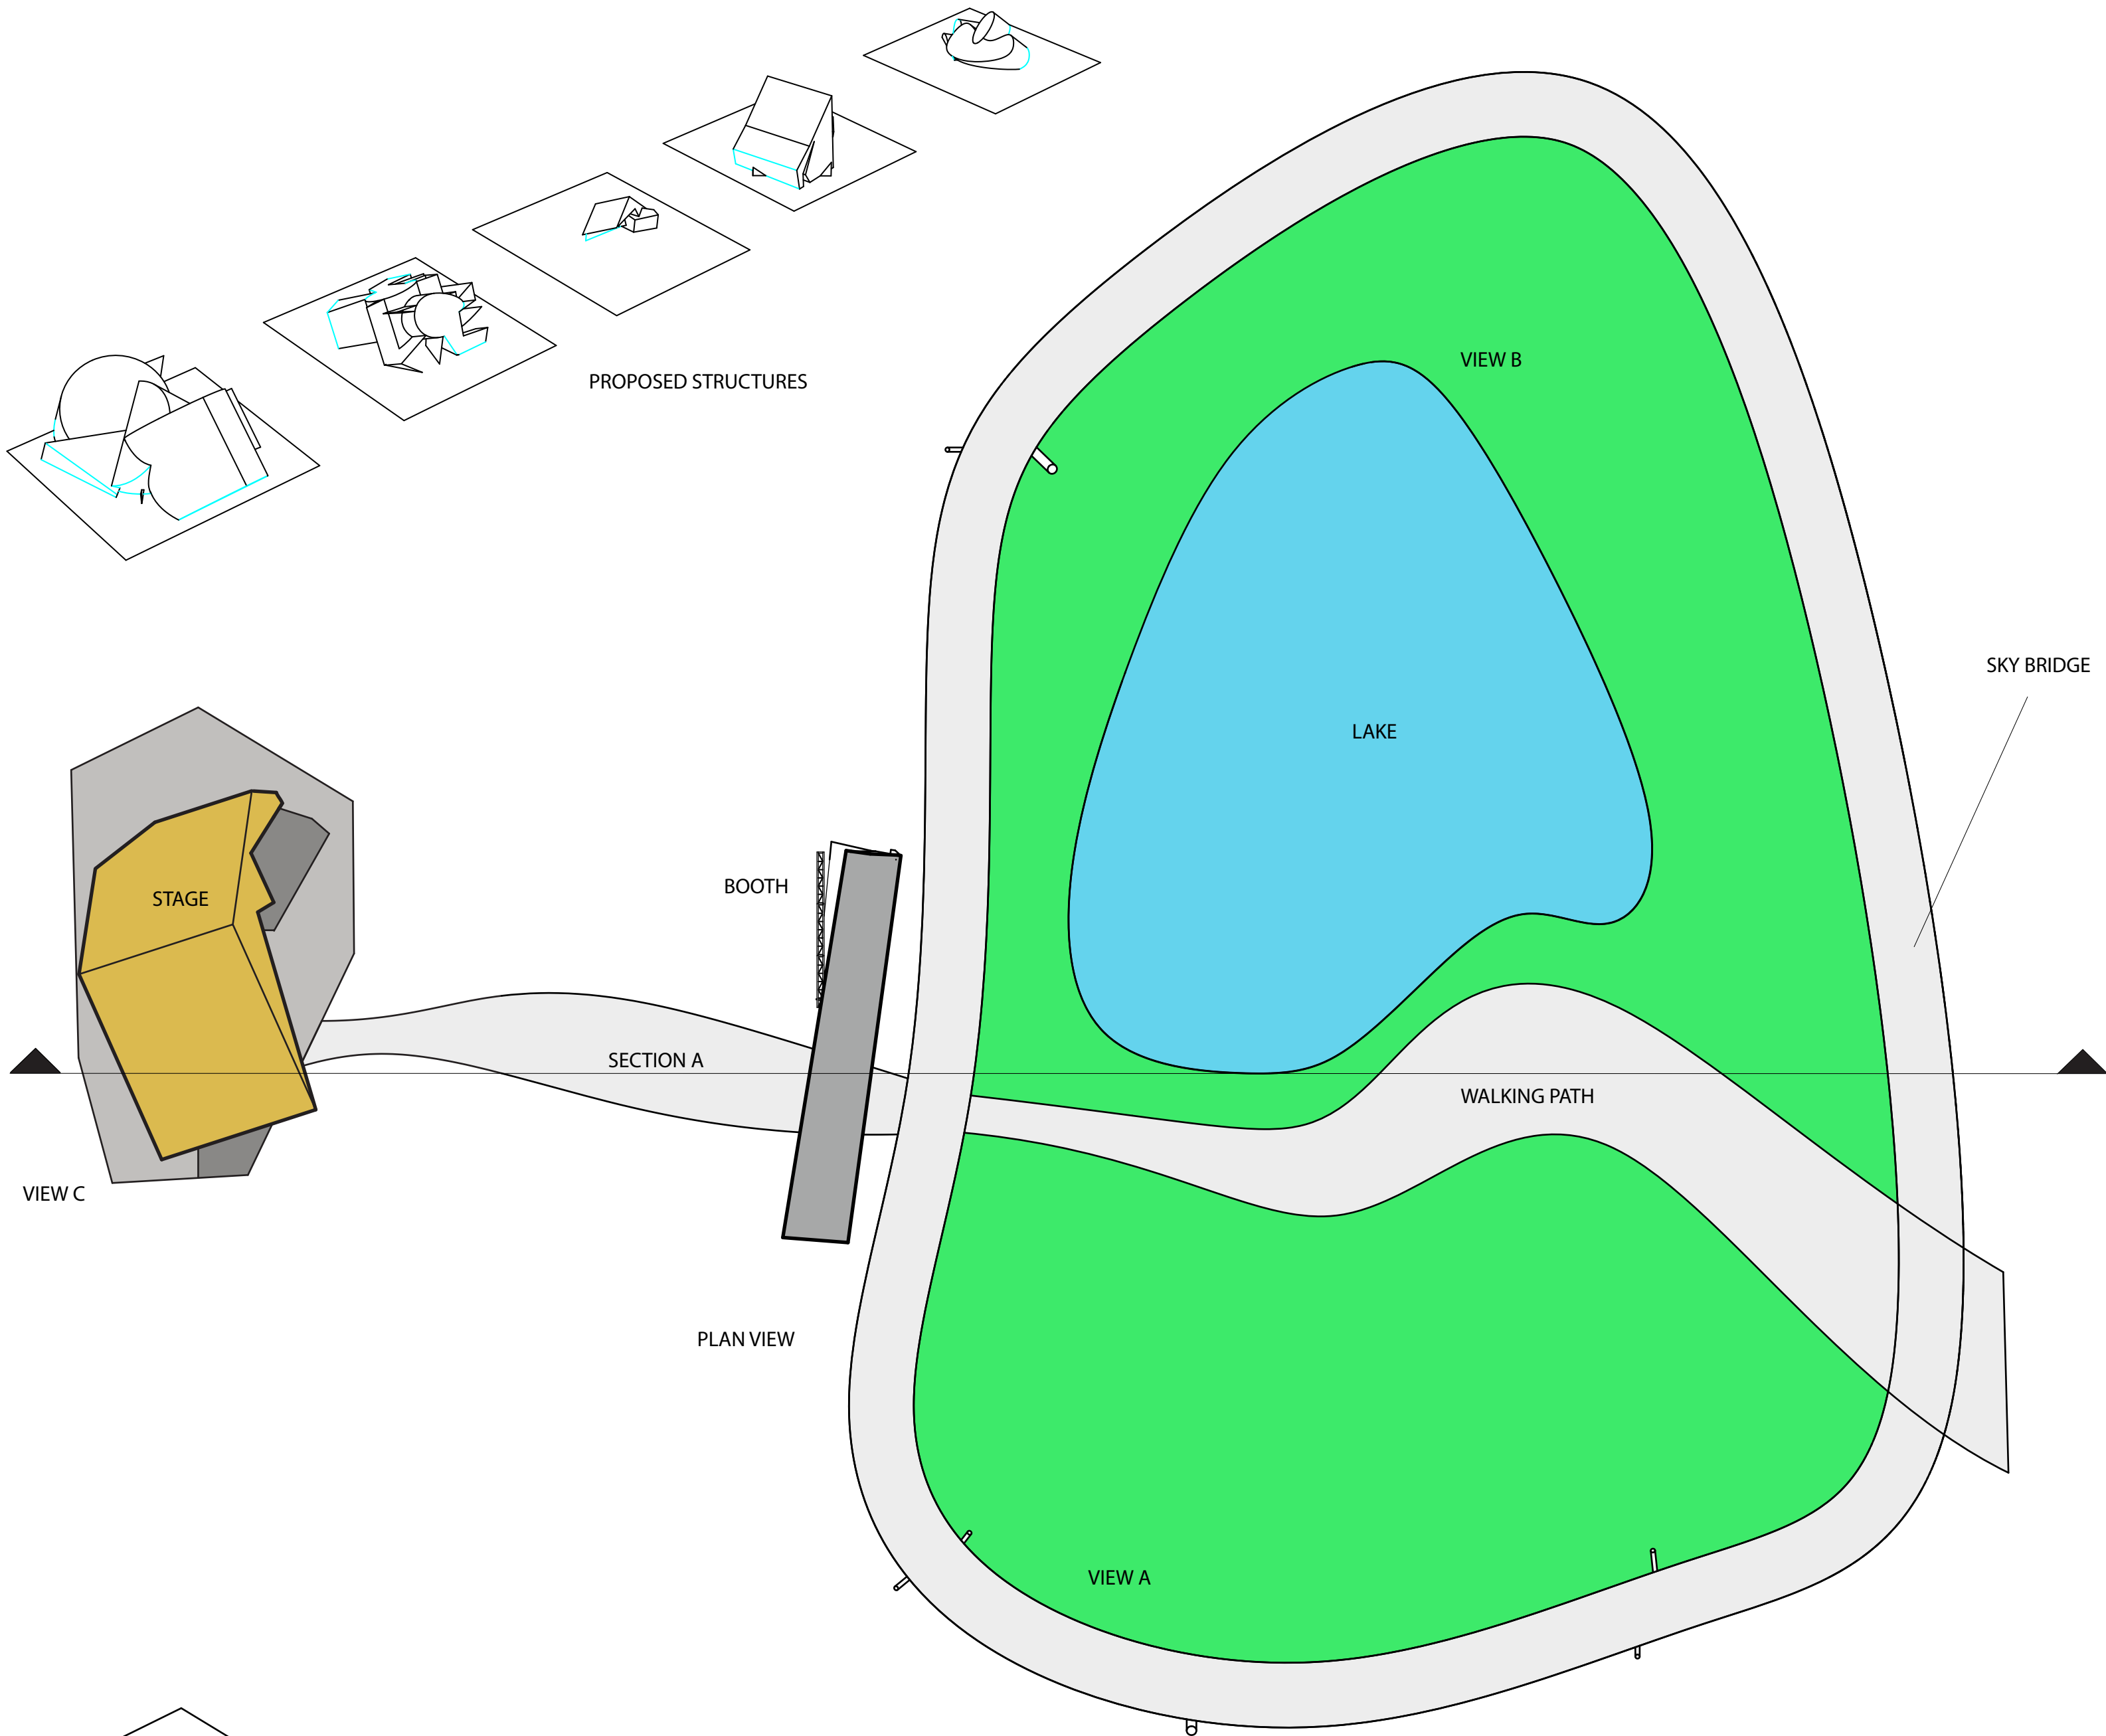 PROPOSED STRUCTURES
VIEW B
SKY BRIDGE
LAKE
BOOTH
STAGE
SECTION A
WALKING PATH
VIEW C
PLAN VIEW
VIEW A